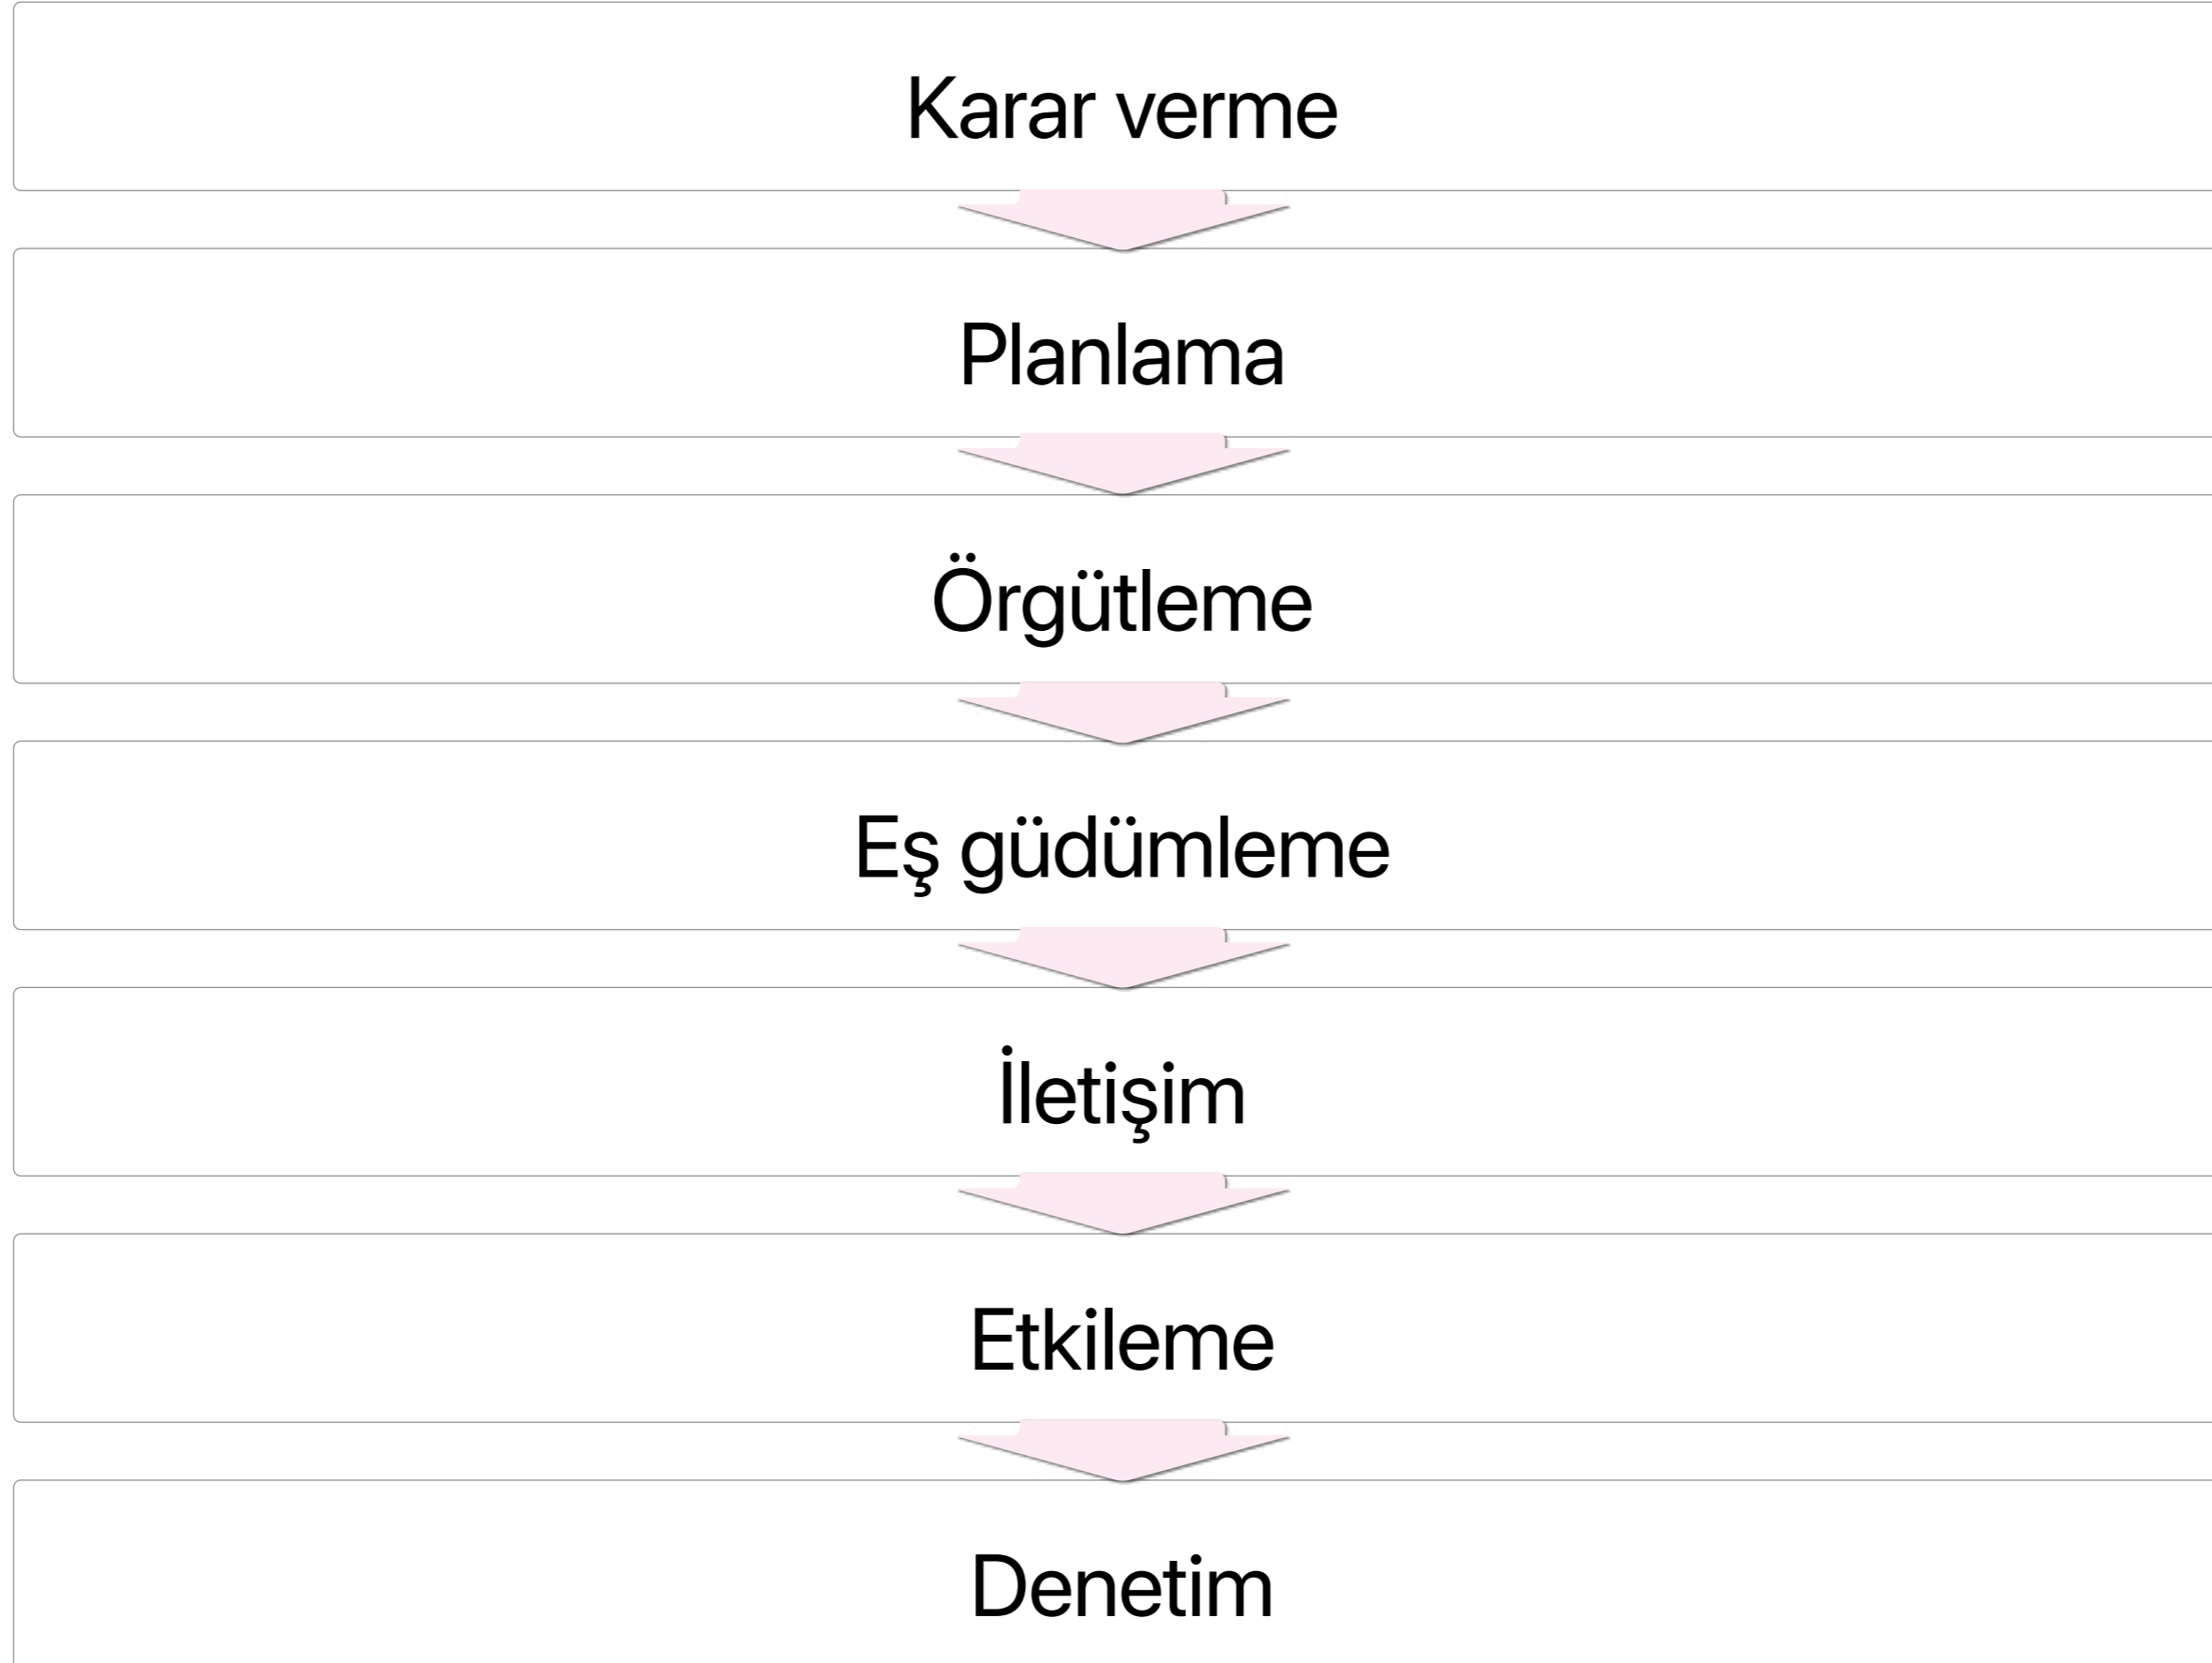 Karar verme
Planlama
Örgütleme
Eş güdümleme
İletişim
Etkileme
Denetim